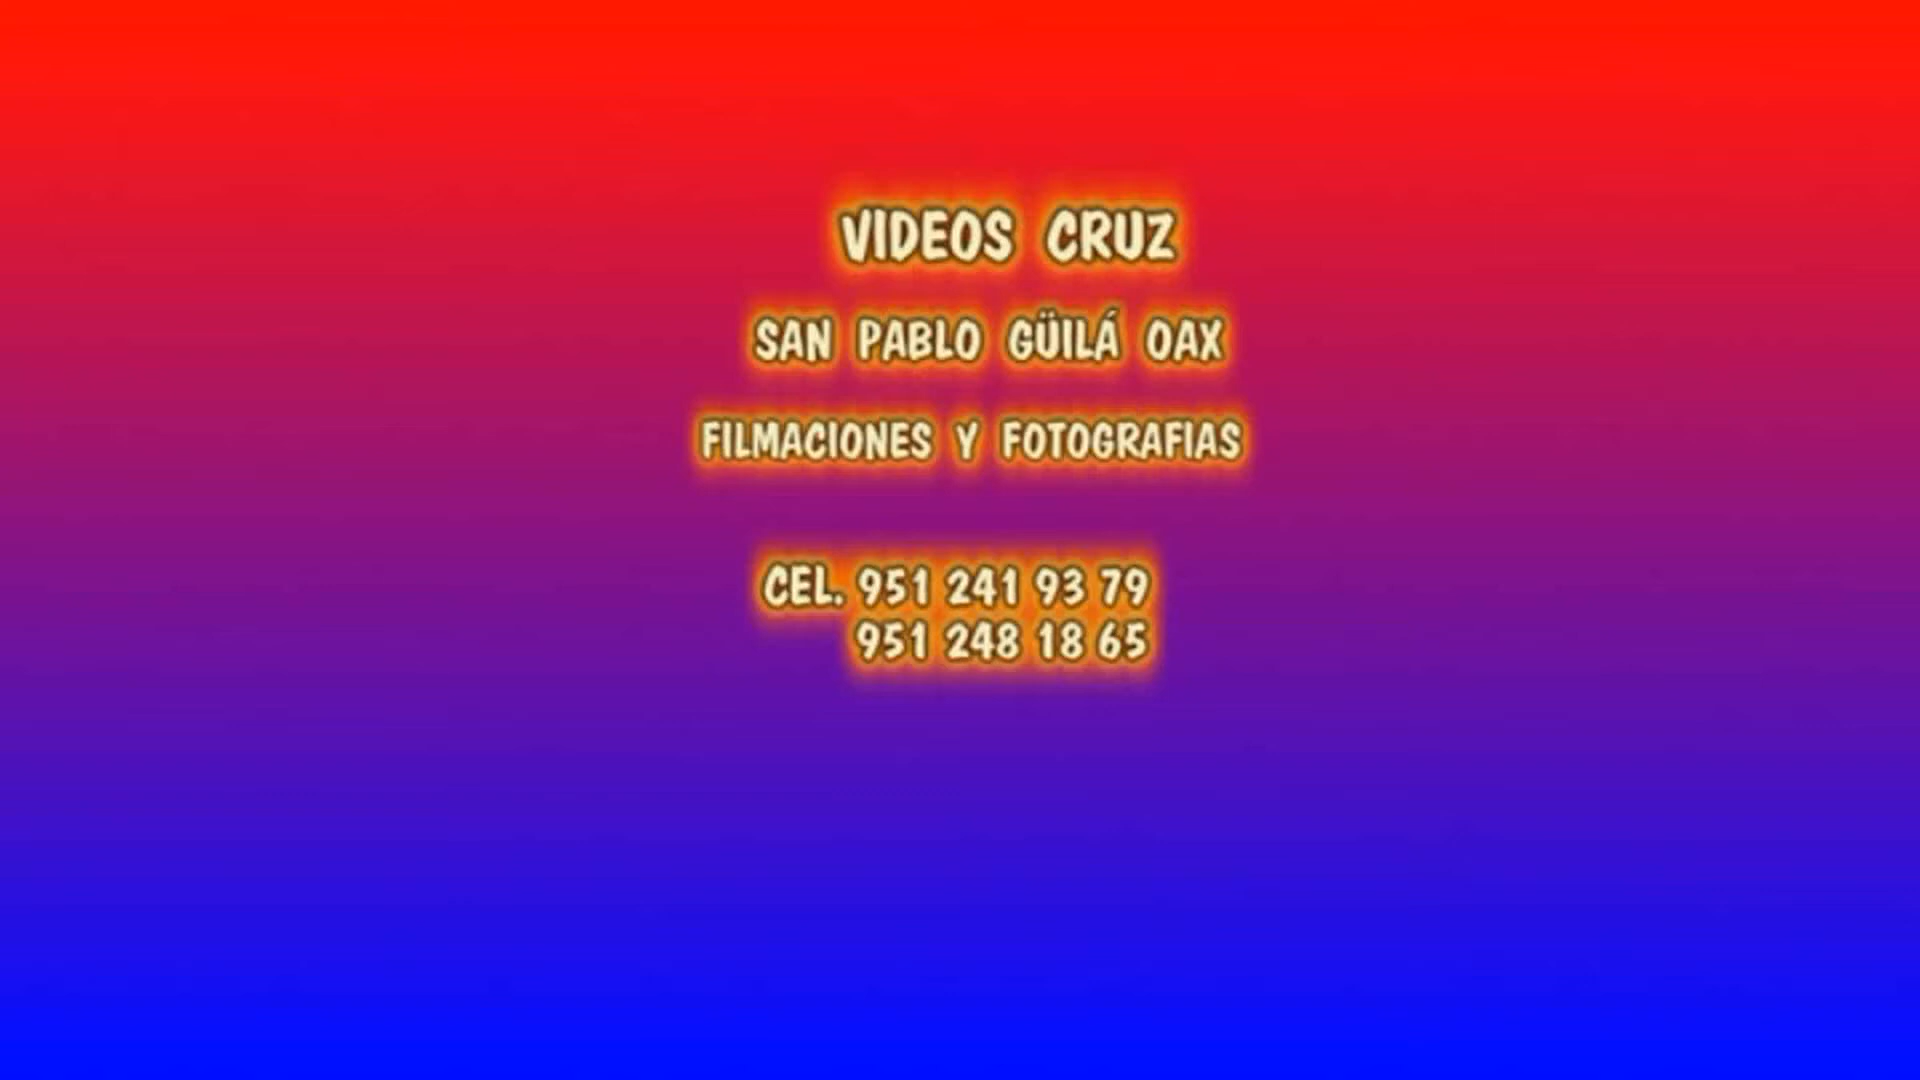 VIDEOS CRUZ
SAN PABLO GÜILÁ OAX
FILMACIONES Y FOTOGRAFIAS
CEL. 951 241 93 79
951 248 18 65